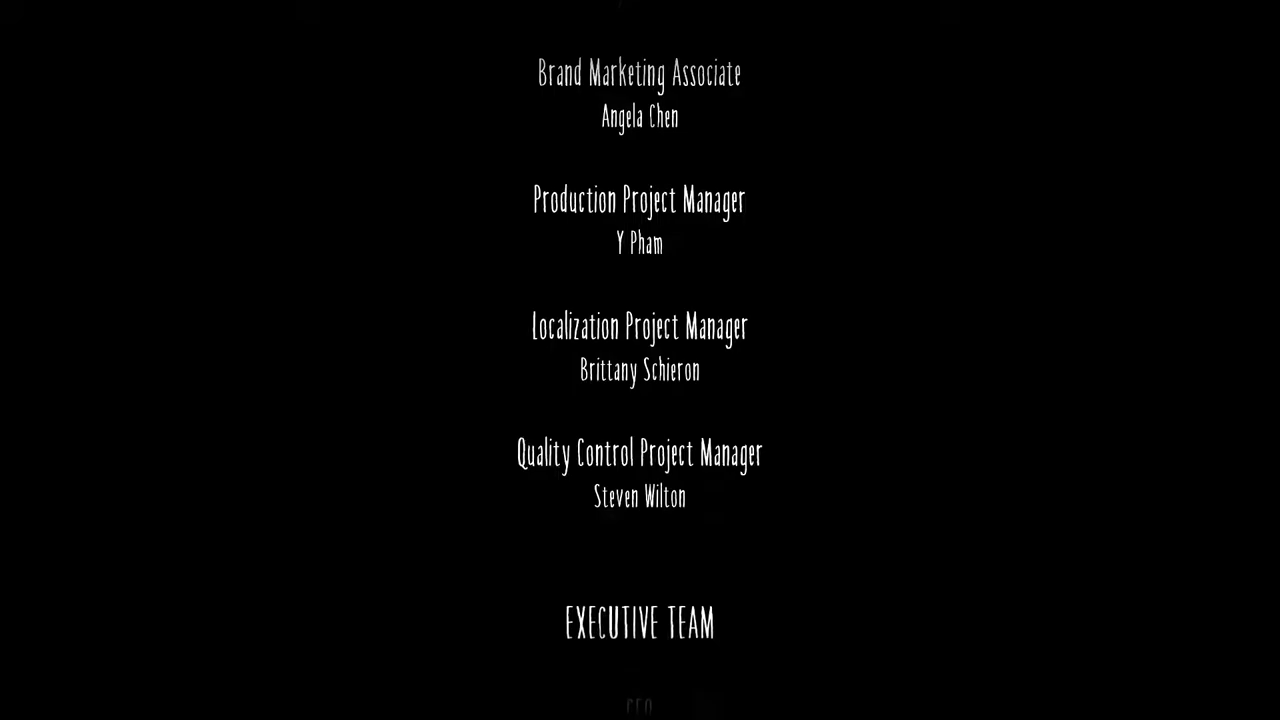 Brand Marketing Associate
Angela Chen
Production Project Manager
Y Pham
Localization Project Manager
Brittany Schieron
Quality Control Project Manager
Steven Wilton
EXECUTIVE TEAM